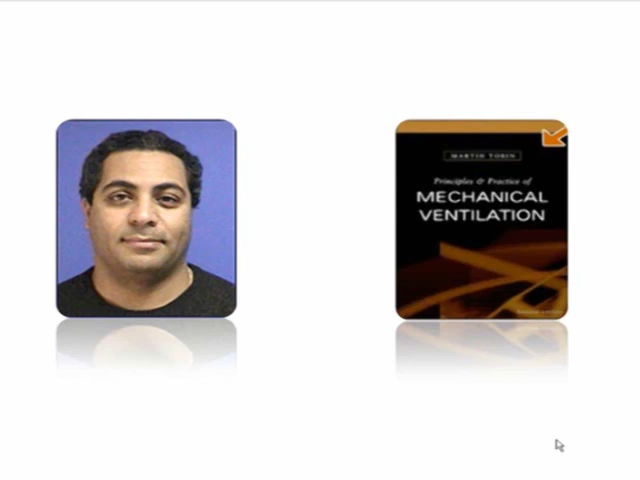 MARTIN TOBIN
Principles & Practice of
MECHANICAL
VENTILATION